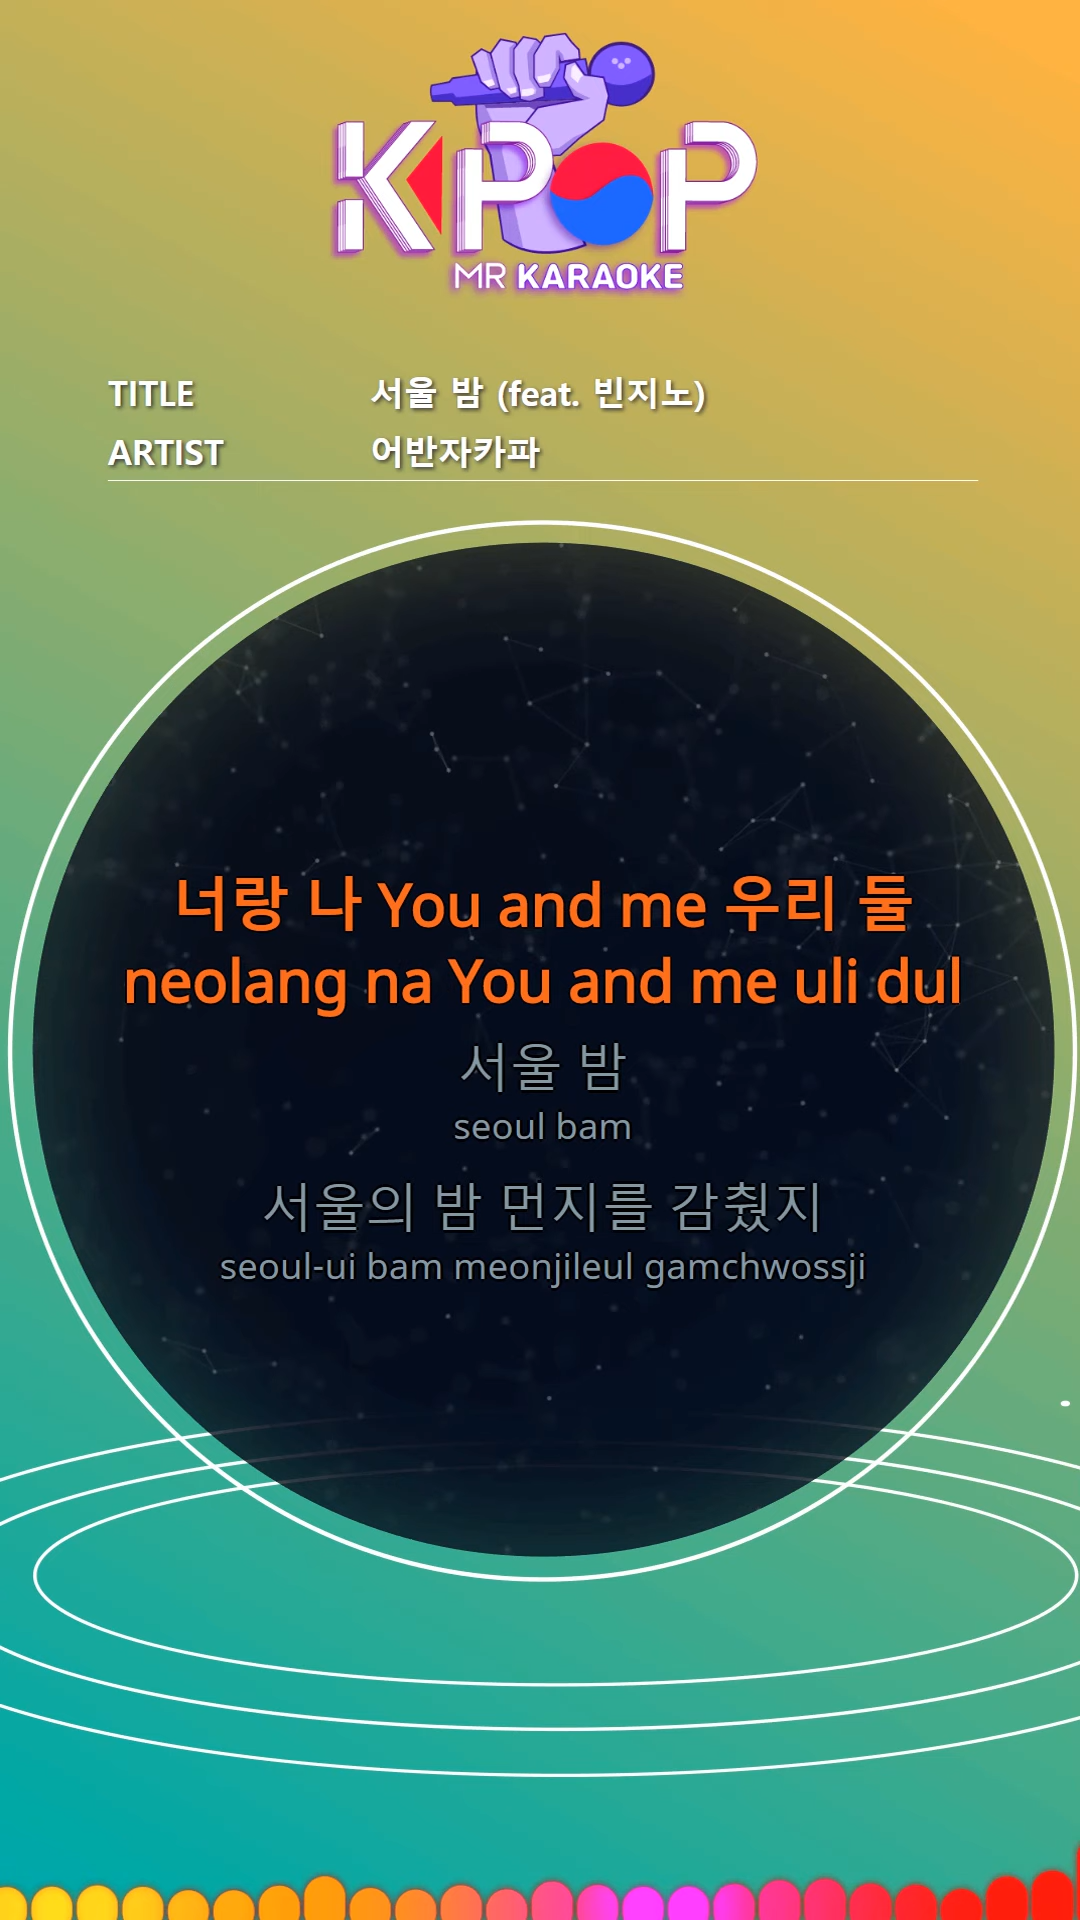 KPOP
MR KARAOKE
TITLE 서울 밤 (feat. 빈지노)
ARTIST 어반자카파
너랑 나 You and me 우리 둘
neolang na You and me uli dul
서울 밤
seoul bam
서울의 밤 먼지를 감췄지
seoul-ui bam meonjileul gamchwossji